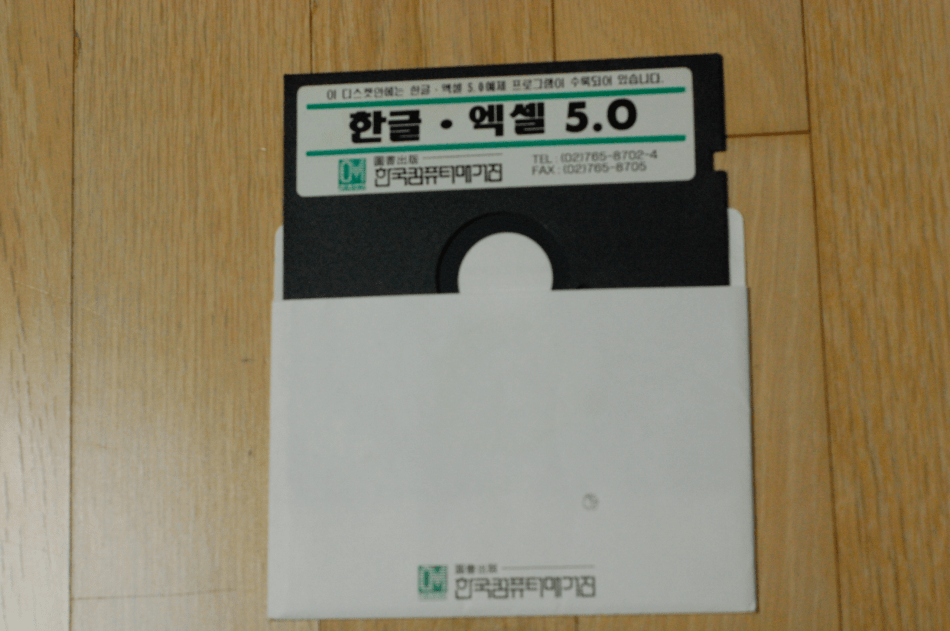 이 디스켓안에는 한글·엑셀 5.0예제 프로그램이 수록되어 있습니다.
한글·엑셀 5.0
圖書出版
한국컴퓨터매거진
TEL : (02)765-8702~4
FAX : (02)765-8705
圖書出版
한국컴퓨터매거진